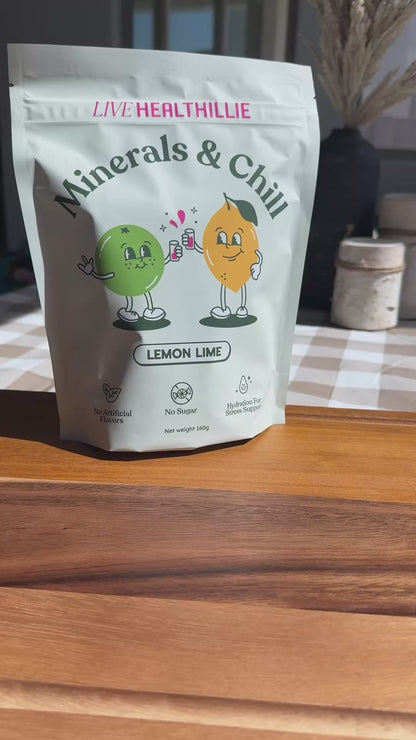 LIVE HEALTHILLIE
Minerals & Chill
LEMON LIME
No Artificial
Flavors
No Sugar
Hydration For
Stress Support
Net weight 160g